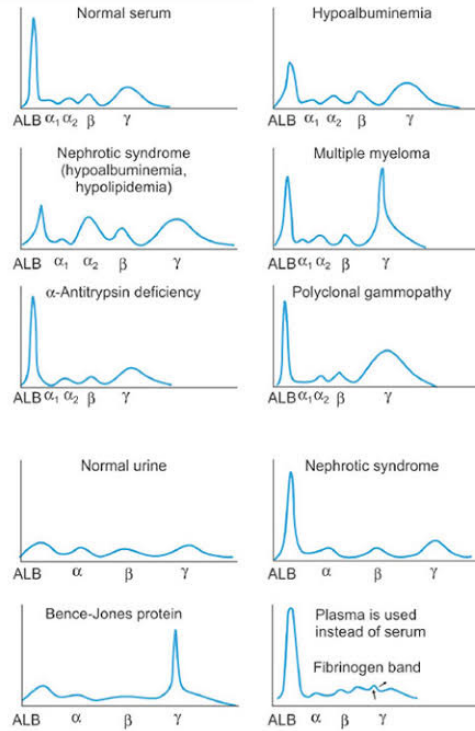 Normal serum
ALB α1 α2 β γ
Hypoalbuminemia
ALB α1 α2 β γ
Nephrotic syndrome
(hypoalbuminemia,
hypolipidemia)
ALB α1 α2 β γ
Multiple myeloma
ALB α1 α2 β γ
α-Antitrypsin deficiency
ALB α1 α2 β γ
Polyclonal gammopathy
ALB α1 α2 β γ
Normal urine
ALB α β γ
Nephrotic syndrome
ALB α β γ
Bence-Jones protein
ALB α β γ
Plasma is used
instead of serum
Fibrinogen band
ALB α β γ